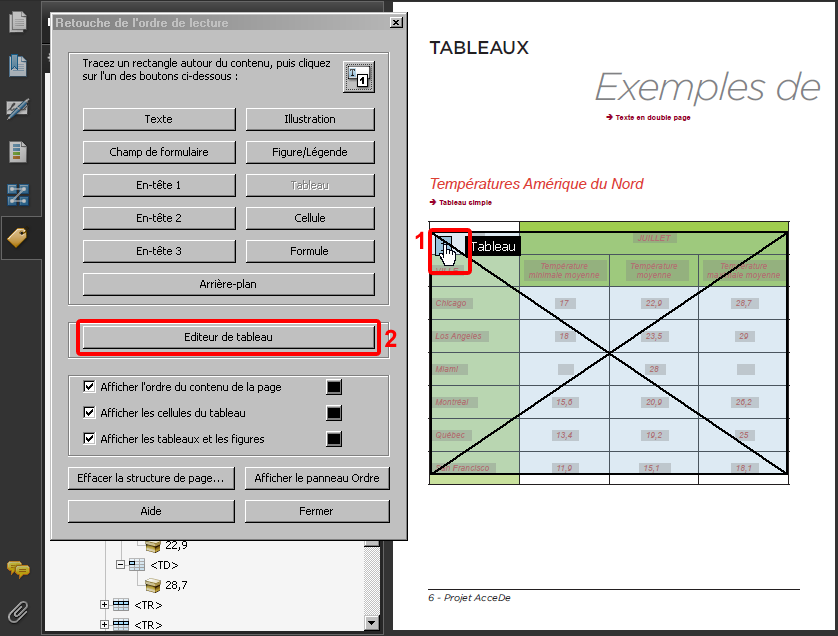 Retouche de l'ordre de lecture
Tracez un rectangle autour du contenu, puis cliquez
sur l'un des boutons ci-dessous :
1
Texte
Illustration
Champ de formulaire
Figure/Légende
En-tête 1
Tableau
En-tête 2
Cellule
En-tête 3
Formule
Arrière-plan
Editeur de tableau
2
Afficher l'ordre du contenu de la page
Afficher les cellules du tableau
Afficher les tableaux et les figures
Effacer la structure de page...
Afficher le panneau Ordre
Aide
Fermer
22,9
<TD>
28,7
<TR>
<TR>
TABLEAUX
Exemples de
Texte en double page
Températures Amérique du Nord
Tableau simple
1
Tableau
JUILLET
VILLE
Température
minimale moyenne
Température
moyenne
Température
maximale moyenne
Chicago 17 22,9 28,7
Los Angeles 18 23,5 29
Miami 28
Montréal 15,6 20,9 26,2
Québec 13,4 19,2 25
San Francisco 11,9 15,1 18,1
6 - Projet AcceDe